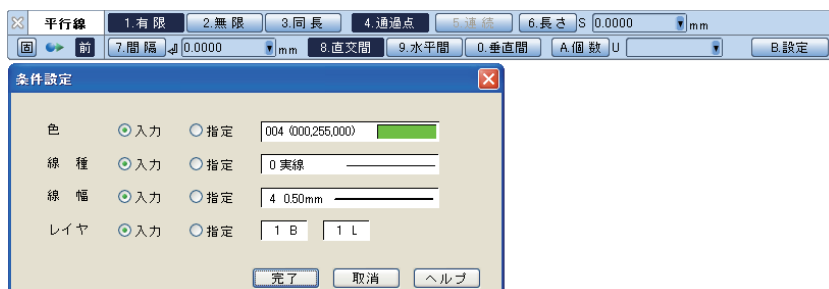 平行線 1.有 限 2.無 限 3.同 長 4.通過点 5.連 続 6.長 さ S 0.0000 mm
固 前 7.間 隔 0.0000 mm 8.直交間 9.水平間 0.垂直間 A.個 数 U B.設定
条件設定
色 入力 指定 004 (000,255,000)
線 種 入力 指定 0 実線
線 幅 入力 指定 4 0.50mm
レイヤ 入力 指定 1 B 1 L
完了 取消 ヘルプ